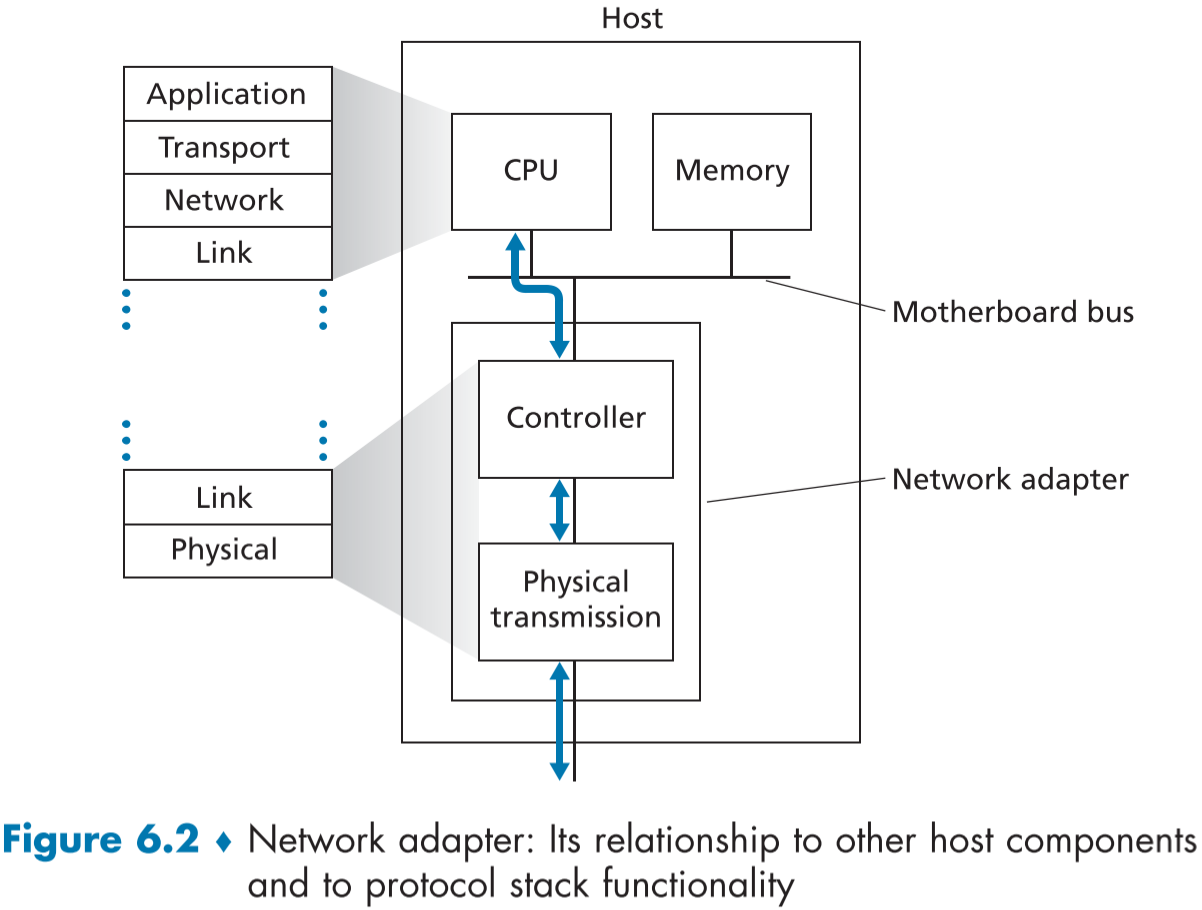 Host
Application
Transport
Network
Link
CPU
Memory
Motherboard bus
Controller
Network adapter
Link
Physical
Physical
transmission
Figure 6.2 ♦ Network adapter: Its relationship to other host components
and to protocol stack functionality